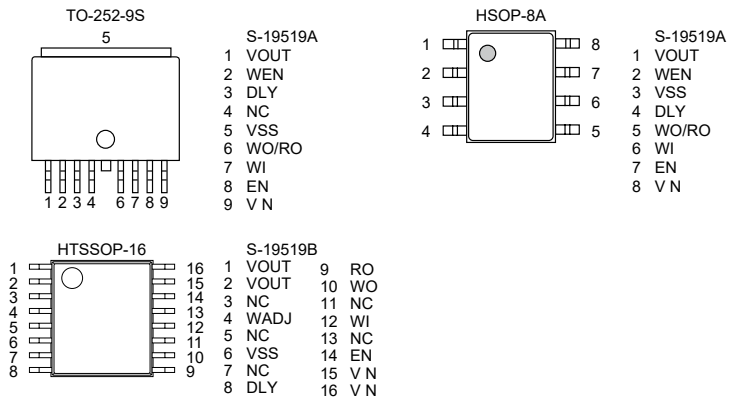 TO-252-9S
5
1 2 3 4 6 7 8 9
S-19519A
1 VOUT
2 WEN
3 DLY
4 NC
5 VSS
6 WO/RO
7 WI
8 EN
9 V N
HSOP-8A
1 8
2 7
3 6
4 5
S-19519A
1 VOUT
2 WEN
3 VSS
4 DLY
5 WO/RO
6 WI
7 EN
8 V N
HTSSOP-16
1 16
2 15
3 14
4 13
5 12
6 11
7 10
8 9
S-19519B
1 VOUT
2 VOUT
3 NC
4 WADJ
5 NC
6 VSS
7 NC
8 DLY
9 RO
10 WO
11 NC
12 WI
13 NC
14 EN
15 V N
16 V N